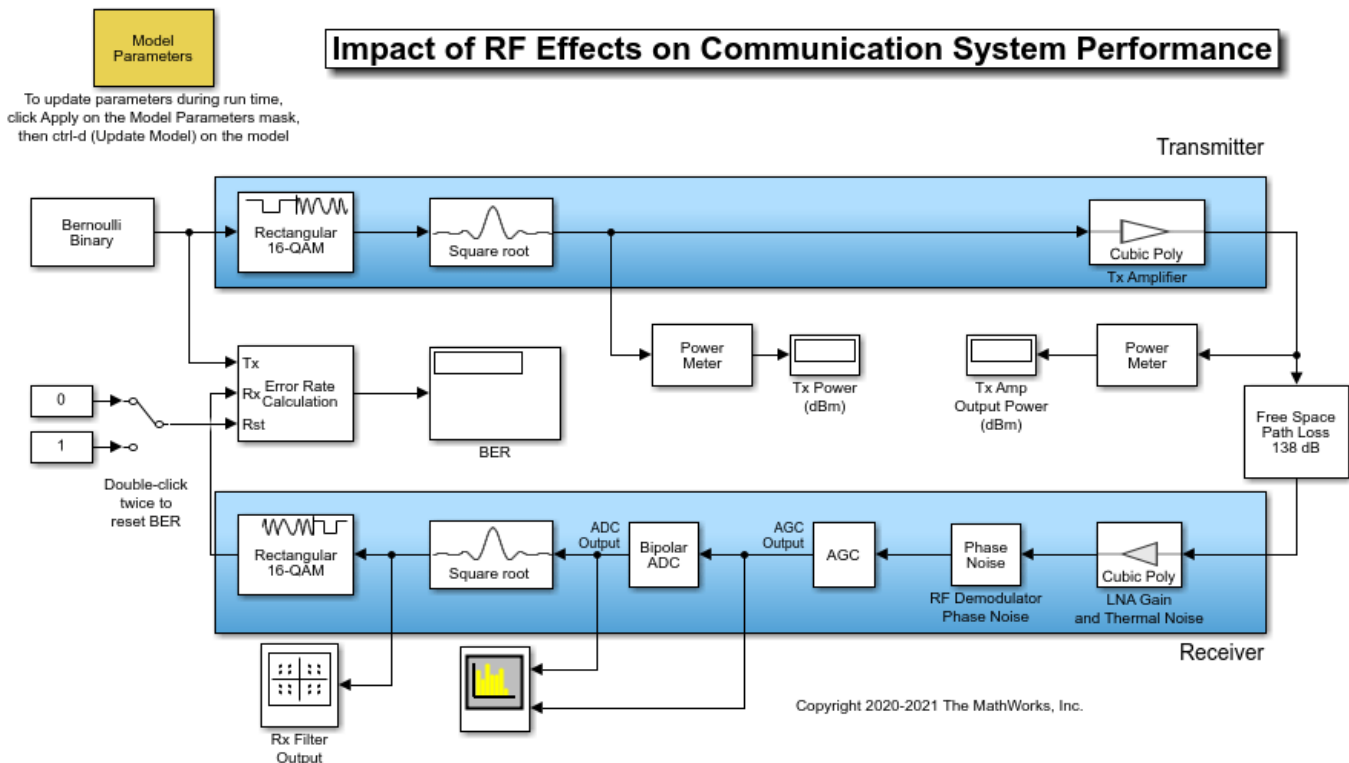 Model
Parameters
Impact of RF Effects on Communication System Performance
To update parameters during run time,
click Apply on the Model Parameters mask,
then ctrl-d (Update Model) on the model
Transmitter
Bernoulli
Binary
Rectangular
16-QAM
Square root
Cubic Poly
Tx Amplifier
Tx
Rx
Rst
Error Rate
Calculation
BER
Power
Meter
Tx Power
(dBm)
Tx Amp
Output Power
(dBm)
Power
Meter
Free Space
Path Loss
138 dB
0
1
Double-click
twice to
reset BER
Rectangular
16-QAM
Square root
ADC
Output
Bipolar
ADC
AGC
Output
AGC
Phase
Noise
RF Demodulator
Phase Noise
Cubic Poly
LNA Gain
and Thermal Noise
Receiver
Rx Filter
Output
Copyright 2020-2021 The MathWorks, Inc.